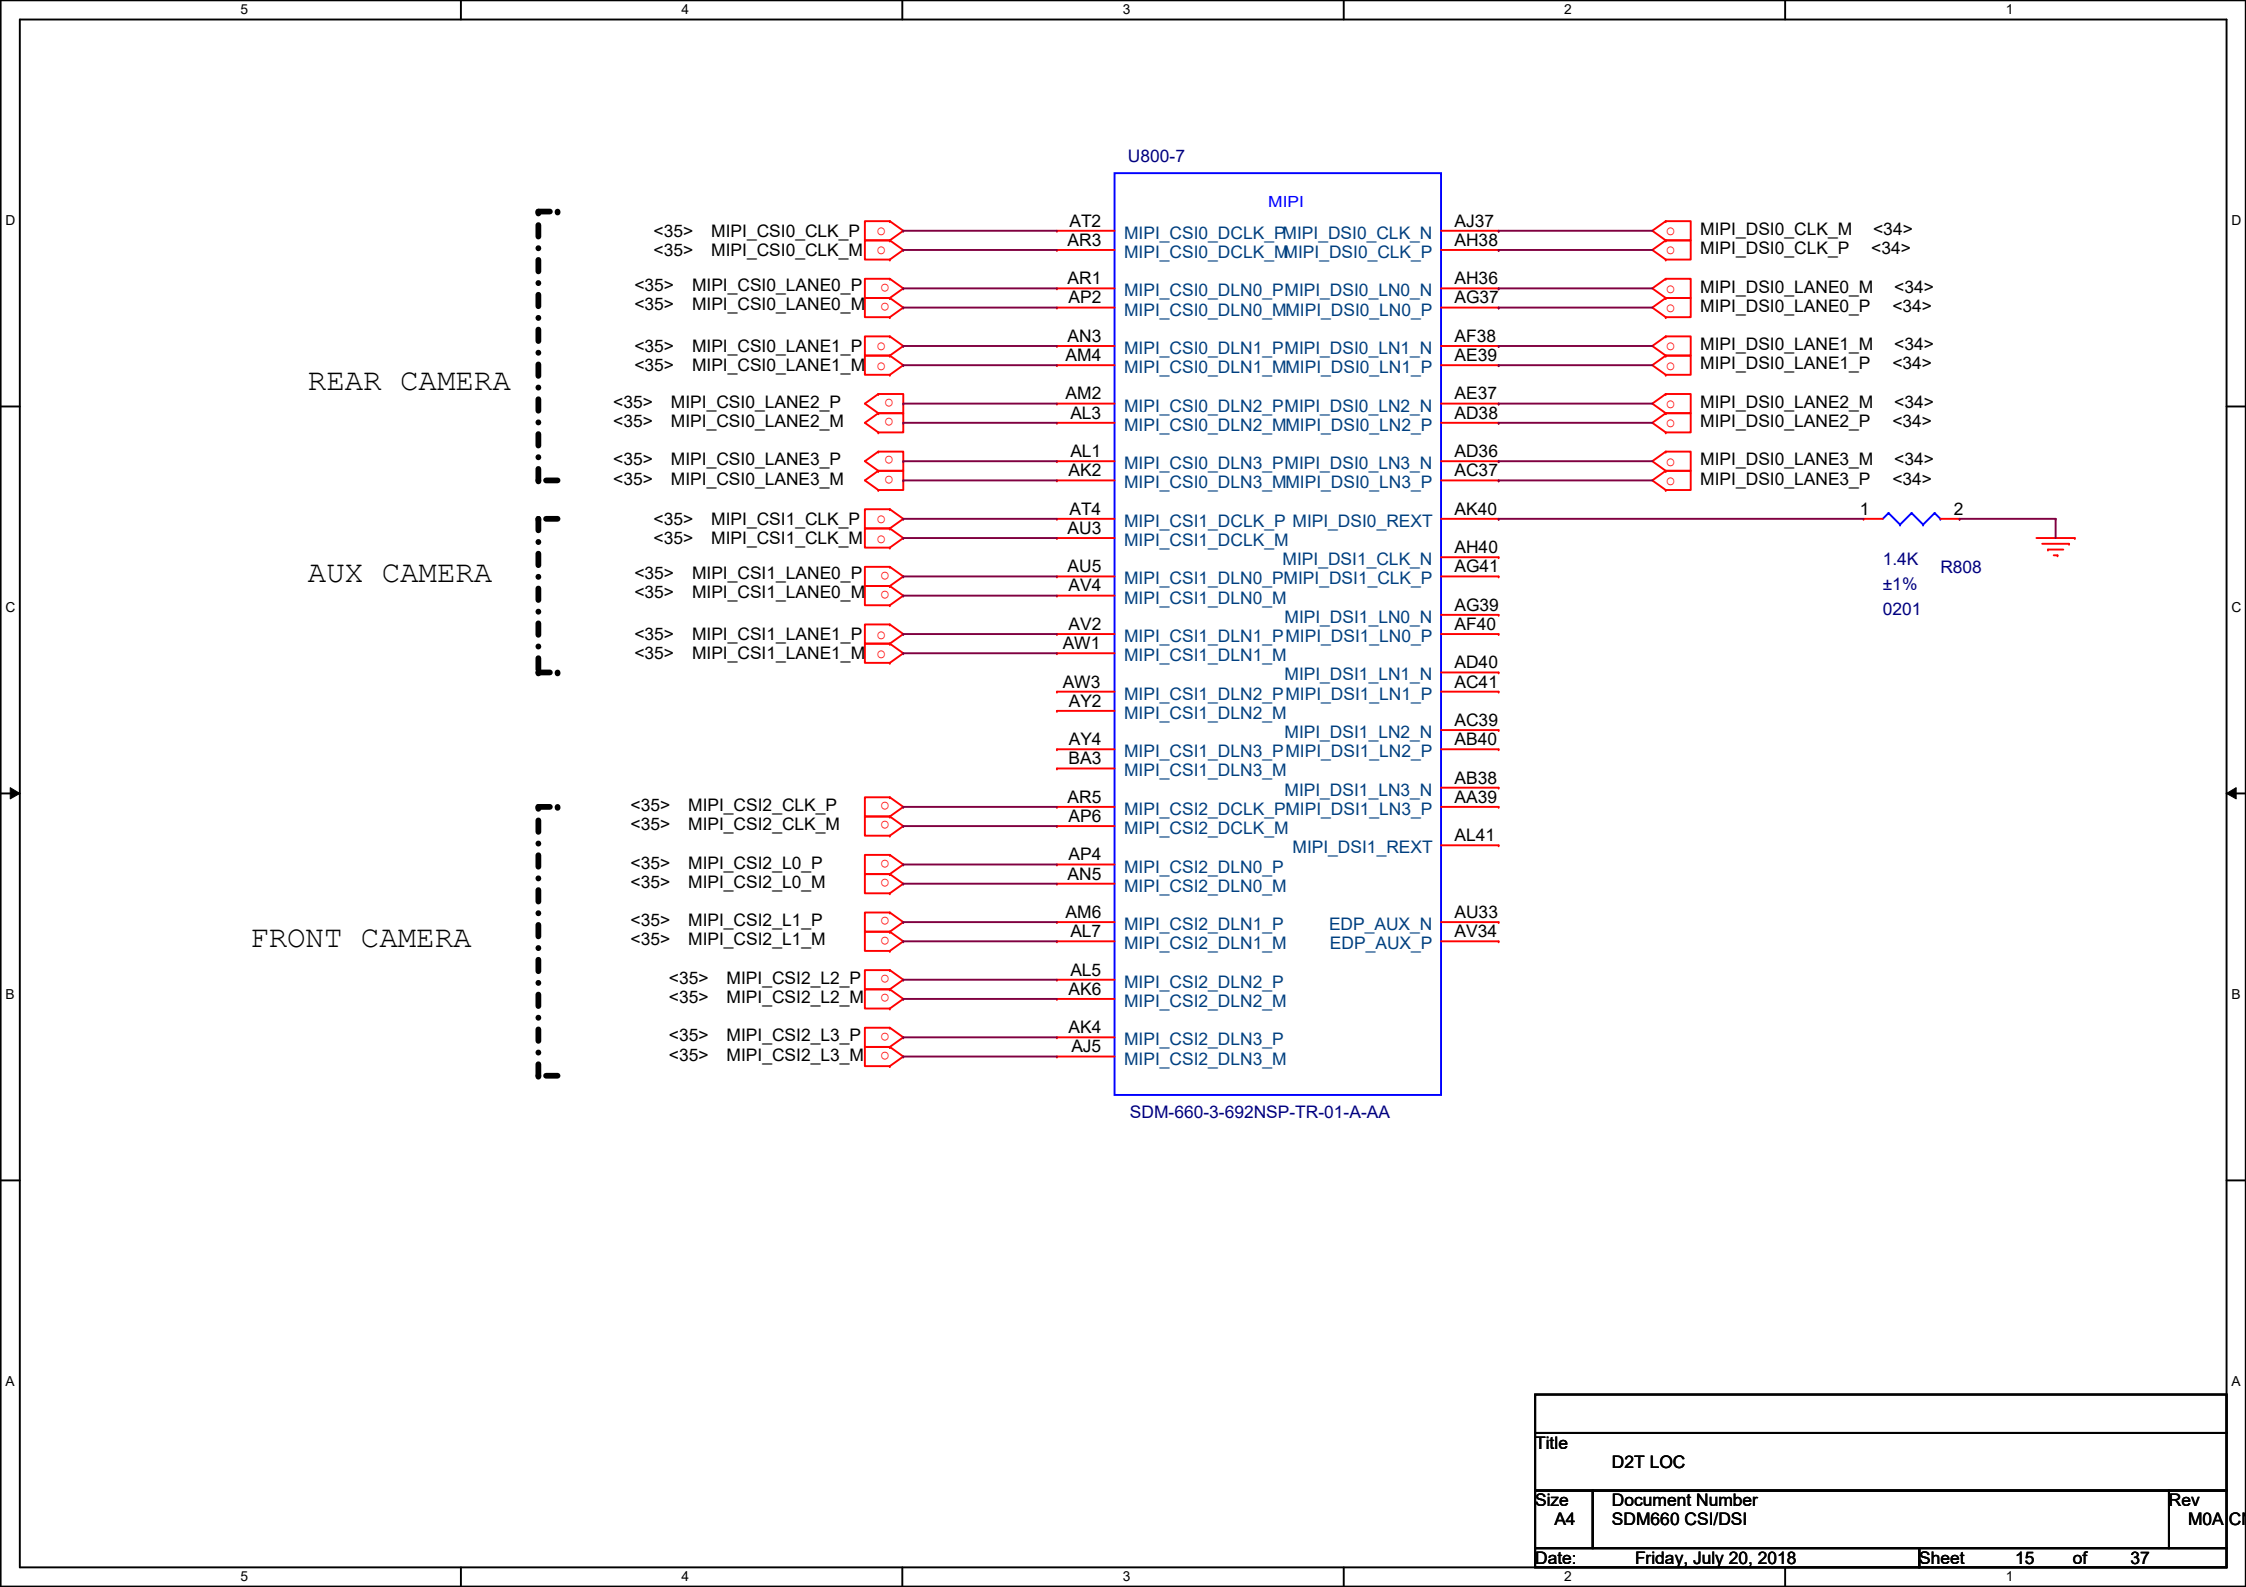 5 4 3 2 1
D D
C C
B B
A A
U800-7
MIPI
REAR CAMERA
<35> MIPI_CSI0_CLK_P AT2 MIPI_CSI0_DCLK_P
<35> MIPI_CSI0_CLK_M AR3 MIPI_CSI0_DCLK_M
<35> MIPI_CSI0_LANE0_P AR1 MIPI_CSI0_DLN0_P
<35> MIPI_CSI0_LANE0_M AP2 MIPI_CSI0_DLN0_M
<35> MIPI_CSI0_LANE1_P AN3 MIPI_CSI0_DLN1_P
<35> MIPI_CSI0_LANE1_M AM4 MIPI_CSI0_DLN1_M
<35> MIPI_CSI0_LANE2_P AM2 MIPI_CSI0_DLN2_P
<35> MIPI_CSI0_LANE2_M AL3 MIPI_CSI0_DLN2_M
<35> MIPI_CSI0_LANE3_P AL1 MIPI_CSI0_DLN3_P
<35> MIPI_CSI0_LANE3_M AK2 MIPI_CSI0_DLN3_M
AUX CAMERA
<35> MIPI_CSI1_CLK_P AT4 MIPI_CSI1_DCLK_P
<35> MIPI_CSI1_CLK_M AU3 MIPI_CSI1_DCLK_M
<35> MIPI_CSI1_LANE0_P AU5 MIPI_CSI1_DLN0_P
<35> MIPI_CSI1_LANE0_M AV4 MIPI_CSI1_DLN0_M
<35> MIPI_CSI1_LANE1_P AV2 MIPI_CSI1_DLN1_P
<35> MIPI_CSI1_LANE1_M AW1 MIPI_CSI1_DLN1_M
AW3 MIPI_CSI1_DLN2_P
AY2 MIPI_CSI1_DLN2_M
AY4 MIPI_CSI1_DLN3_P
BA3 MIPI_CSI1_DLN3_M
FRONT CAMERA
<35> MIPI_CSI2_CLK_P AR5 MIPI_CSI2_DCLK_P
<35> MIPI_CSI2_CLK_M AP6 MIPI_CSI2_DCLK_M
<35> MIPI_CSI2_L0_P AP4 MIPI_CSI2_DLN0_P
<35> MIPI_CSI2_L0_M AN5 MIPI_CSI2_DLN0_M
<35> MIPI_CSI2_L1_P AM6 MIPI_CSI2_DLN1_P
<35> MIPI_CSI2_L1_M AL7 MIPI_CSI2_DLN1_M
<35> MIPI_CSI2_L2_P AL5 MIPI_CSI2_DLN2_P
<35> MIPI_CSI2_L2_M AK6 MIPI_CSI2_DLN2_M
<35> MIPI_CSI2_L3_P AK4 MIPI_CSI2_DLN3_P
<35> MIPI_CSI2_L3_M AJ5 MIPI_CSI2_DLN3_M
MIPI_DSI0_CLK_N AJ37 MIPI_DSI0_CLK_M <34>
MIPI_DSI0_CLK_P AH38 MIPI_DSI0_CLK_P <34>
MIPI_DSI0_LN0_N AH36 MIPI_DSI0_LANE0_M <34>
MIPI_DSI0_LN0_P AG37 MIPI_DSI0_LANE0_P <34>
MIPI_DSI0_LN1_N AF38 MIPI_DSI0_LANE1_M <34>
MIPI_DSI0_LN1_P AE39 MIPI_DSI0_LANE1_P <34>
MIPI_DSI0_LN2_N AE37 MIPI_DSI0_LANE2_M <34>
MIPI_DSI0_LN2_P AD38 MIPI_DSI0_LANE2_P <34>
MIPI_DSI0_LN3_N AD36 MIPI_DSI0_LANE3_M <34>
MIPI_DSI0_LN3_P AC37 MIPI_DSI0_LANE3_P <34>
MIPI_DSI0_REXT AK40 1 2
1.4K R808
±1%
0201
MIPI_DSI1_CLK_N AH40
MIPI_DSI1_CLK_P AG41
MIPI_DSI1_LN0_N AG39
MIPI_DSI1_LN0_P AF40
MIPI_DSI1_LN1_N AD40
MIPI_DSI1_LN1_P AC41
MIPI_DSI1_LN2_N AC39
MIPI_DSI1_LN2_P AB40
MIPI_DSI1_LN3_N AB38
MIPI_DSI1_LN3_P AA39
MIPI_DSI1_REXT AL41
EDP_AUX_N AU33
EDP_AUX_P AV34
SDM-660-3-692NSP-TR-01-A-AA
Title
D2T LOC
Size Document Number Rev
A4 SDM660 CSI/DSI M0A
Date: Friday, July 20, 2018 Sheet 15 of 37
5 4 3 2 1